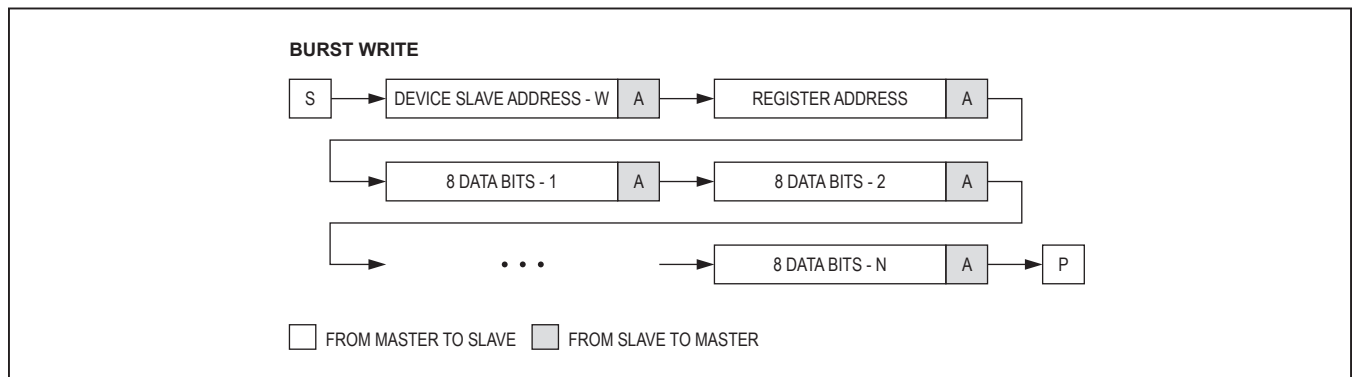 BURST WRITE
S DEVICE SLAVE ADDRESS - W A REGISTER ADDRESS A
8 DATA BITS - 1 A 8 DATA BITS - 2 A
• • • 8 DATA BITS - N A P
FROM MASTER TO SLAVE FROM SLAVE TO MASTER